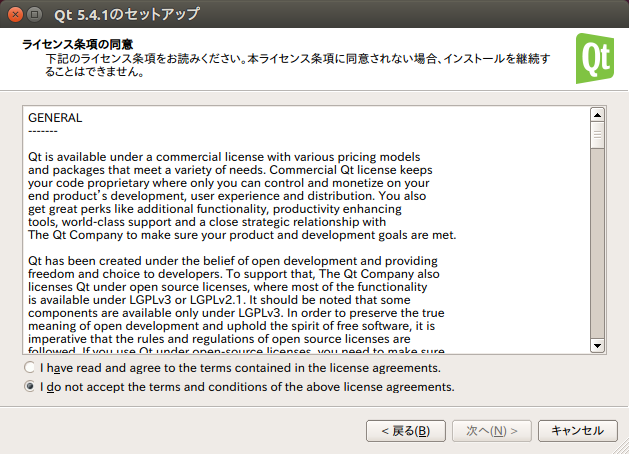 Qt 5.4.1のセットアップ
ライセンス条項の同意
下記のライセンス条項をお読みください。本ライセンス条項に同意されない場合、インストールを継続す
ることはできません。
Qt
GENERAL
-------
Qt is available under a commercial license with various pricing models
and packages that meet a variety of needs. Commercial Qt license keeps
your code proprietary where only you can control and monetize on your
end product’s development, user experience and distribution. You also
get great perks like additional functionality, productivity enhancing
tools, world-class support and a close strategic relationship with
The Qt Company to make sure your product and development goals are met.
Qt has been created under the belief of open development and providing
freedom and choice to developers. To support that, The Qt Company also
licenses Qt under open source licenses, where most of the functionality
is available under LGPLv3 or LGPLv2.1. It should be noted that some
components are available only under LGPLv3. In order to preserve the true
meaning of open development and uphold the spirit of free software, it is
imperative that the rules and regulations of open source licenses are
followed. If you use Qt under open-source licenses, you need to make sure
I have read and agree to the terms contained in the license agreements.
I do not accept the terms and conditions of the above license agreements.
< 戻る(B)
次へ(N) >
キャンセル